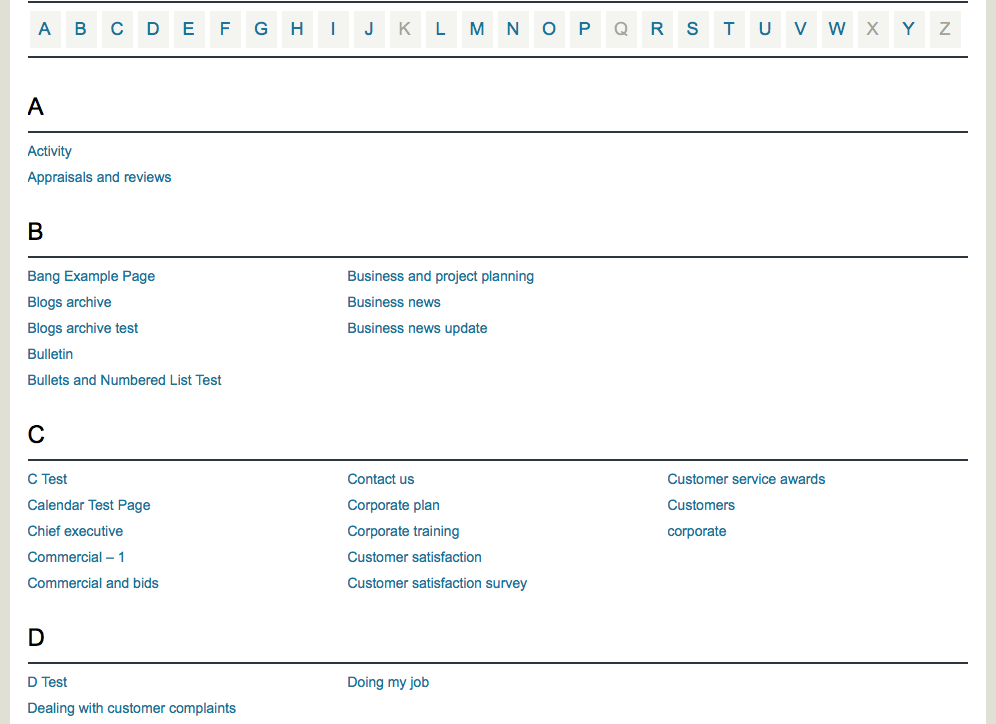 A B C D E F G H I J K L M N O P Q R S T U V W X Y Z
A
Activity
Appraisals and reviews
B
Bang Example Page
Blogs archive
Blogs archive test
Bulletin
Bullets and Numbered List Test
Business and project planning
Business news
Business news update
C
C Test
Calendar Test Page
Chief executive
Commercial – 1
Commercial and bids
Contact us
Corporate plan
Corporate training
Customer satisfaction
Customer satisfaction survey
Customer service awards
Customers
corporate
D
D Test
Dealing with customer complaints
Doing my job